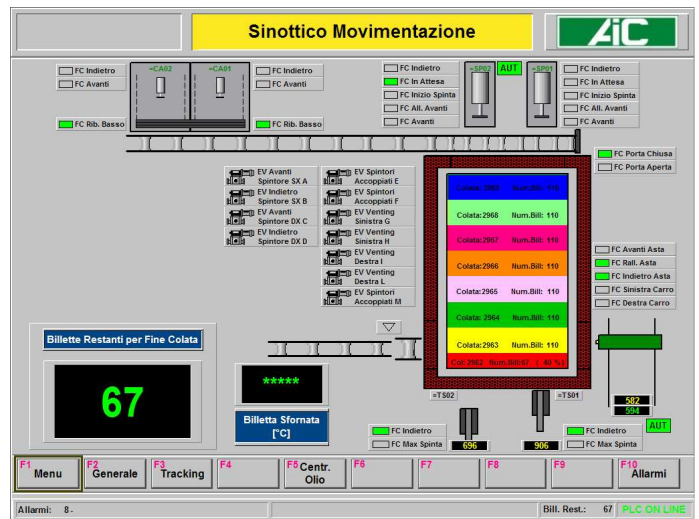 Sinottico Movimentazione
AIC
FC Indietro
FC Avanti
FC Rib. Basso
=CA02
=CA01
FC Indietro
FC Avanti
FC Rib. Basso
FC Indietro
FC In Attesa
FC Inizio Spinta
FC All. Avanti
FC Avanti
=SP02
AUT
=SP01
FC Indietro
FC In Attesa
FC Inizio Spinta
FC All. Avanti
FC Avanti
FC Porta Chiusa
FC Porta Aperta
EV Avanti
Spintore SX A
EV Indietro
Spintore SX B
EV Avanti
Spintore DX C
EV Indietro
Spintore DX D
EV Spintori
Accoppiati E
EV Spintori
Accoppiati F
EV Venting
Sinistra G
EV Venting
Sinistra H
EV Venting
Destra I
EV Venting
Destra L
EV Spintori
Accoppiati M
Colata: Num.Bill: 110
Colata:2968 Num.Bill: 110
Colata:2967 Num.Bill: 110
Colata:2966 Num.Bill: 110
Colata:2965 Num.Bill: 110
Colata:2964 Num.Bill: 110
Colata:2963 Num.Bill: 110
Col: 2962 Num.Bill:67 ( 40 %)
FC Avanti Asta
FC Rall. Asta
FC Indietro Asta
FC Sinistra Carro
FC Destra Carro
Billette Restanti per Fine Colata
67
*****
Billetta Sfornata
[°C]
=TS02
=TS01
582
594
AUT
FC Indietro
FC Max Spinta
696
906
FC Indietro
FC Max Spinta
F1 Menu
F2 Generale
F3 Tracking
F4
F5 Centr. Olio
F6
F7
F8
F9
F10 Allarmi
Allarmi: 8-
Bill. Rest.: 67
PLC ON LINE